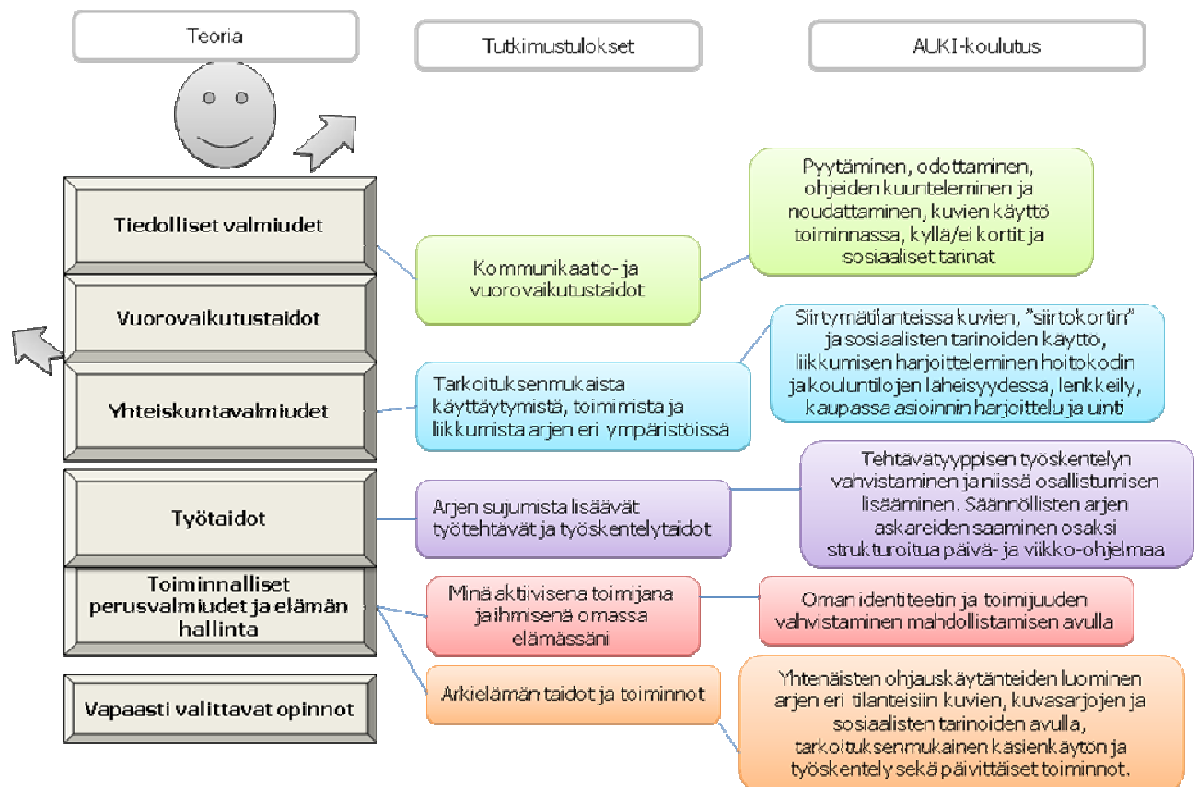 Teoria
Tutkimustulokset
AUKI-koulutus
Tiedolliset valmiudet
Vuorovaikutustaidot
Yhteiskuntavalmiudet
Työtaidot
Toiminnalliset
perusvalmiudet ja elämän
hallinta
Vapaasti valittavat opinnot
Kommunikaatio- ja
vuorovaikutustaidot
Tarkoituksenmukaista
käyttäytymistä, toimimista ja
liikkumista arjen eri ympäristöissä
Arjen sujumista lisäävät
työtehtävät ja työskentelytaidot
Minä aktiivisena toimijana
ja ihmisenä omassa
elämässäni
Arkielämän taidot ja toiminnot
Pyytäminen, odottaminen,
ohjeiden kuunteleminen ja
noudattaminen, kuvien käyttö
toiminnassa, kyllä/ei kortit ja
sosiaaliset tarinat
Siirtymätilanteissa kuvien, ”siirtokortin”
ja sosiaalisten tarinoiden käyttö,
liikkumisen harjoitteleminen hoitokodin
ja kouluntilojen läheisyydessä, lenkkeily,
kaupassa asioinnin harjoittelu ja uinti
Tehtävätyyppisen työskentelyn
vahvistaminen ja niissä osallistumisen
lisääminen. Säännöllisten arjen
askareiden saaminen osaksi
strukturoitua päivä- ja viikko-ohjelmaa
Oman identiteetin ja toimijuuden
vahvistaminen mahdollistamisen avulla
Yhtenäisten ohjauskäytänteiden luominen
arjen eri tilanteisiin kuvien, kuvasarjojen ja
sosiaalisten tarinoiden avulla,
tarkoituksenmukainen käsienkäytön ja
työskentely sekä päivittäiset toiminnot.